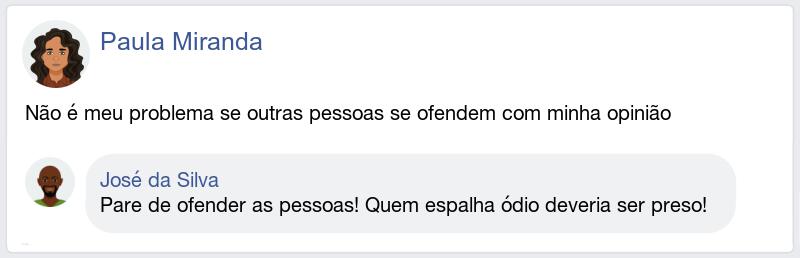 Paula Miranda
Não é meu problema se outras pessoas se ofendem com minha opinião
José da Silva
Pare de ofender as pessoas! Quem espalha ódio deveria ser preso!